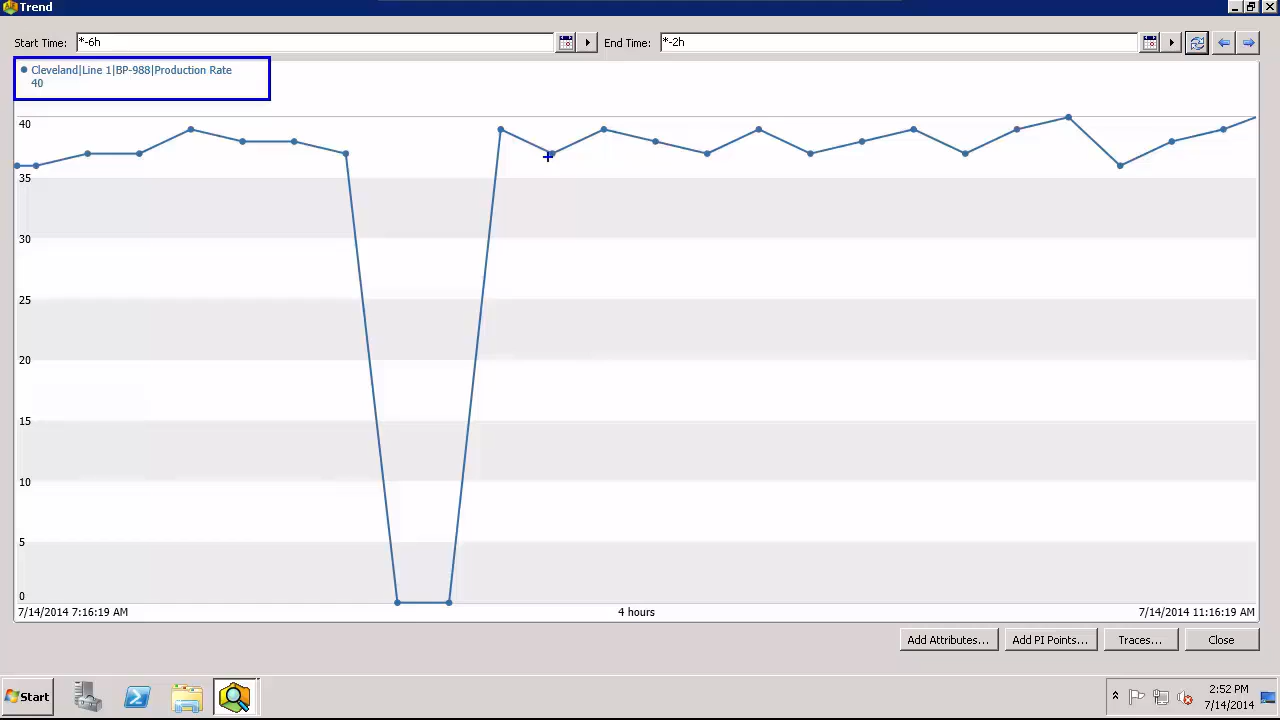 Trend
Start Time: *-6h End Time: *-2h
Cleveland|Line 1|BP-988|Production Rate
40
40
35
30
25
20
15
10
5
0
7/14/2014 7:16:19 AM 4 hours 7/14/2014 11:16:19 AM
Add Attributes... Add PI Points... Traces... Close
Start 2:52 PM
7/14/2014